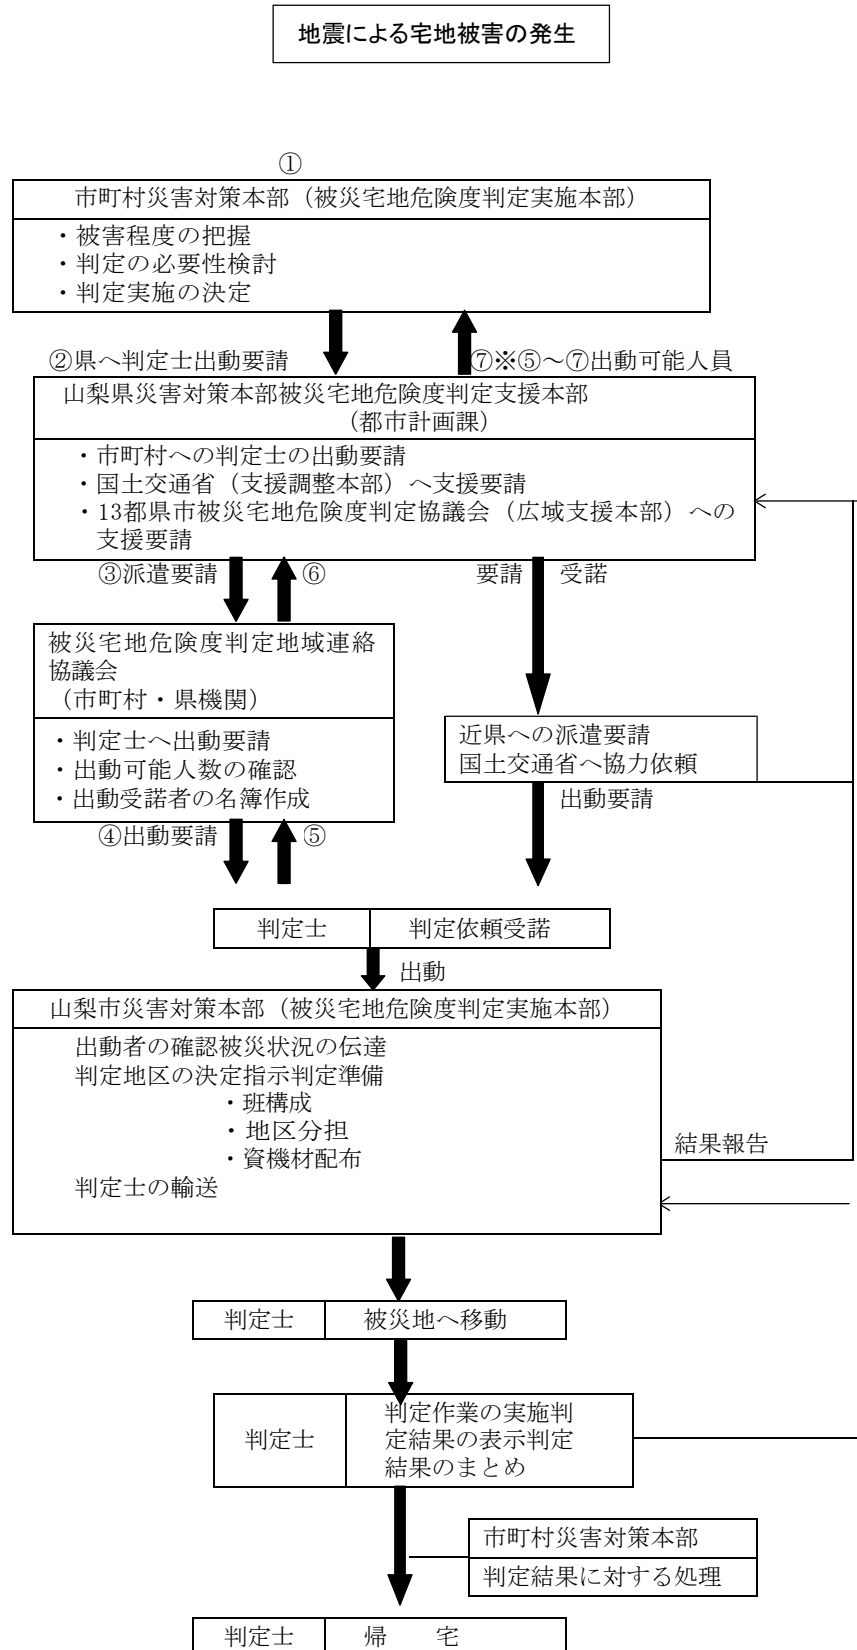 地震による宅地被害の発生
①
市町村災害対策本部（被災宅地危険度判定実施本部）
・被害程度の把握
・判定の必要性検討
・判定実施の決定
②県へ判定士出動要請
⑦※⑤～⑦出動可能人員
山梨県災害対策本部被災宅地危険度判定支援本部
（都市計画課）
・市町村への判定士の出動要請
・国土交通省（支援調整本部）へ支援要請
・13都県市被災宅地危険度判定協議会（広域支援本部）への
支援要請
③派遣要請
⑥
要請
受諾
被災宅地危険度判定地域連絡
協議会
（市町村・県機関）
・判定士へ出動要請
・出動可能人数の確認
・出動受諾者の名簿作成
近県への派遣要請
国土交通省へ協力依頼
④出動要請
⑤
出動要請
判定士 判定依頼受諾
出動
山梨市災害対策本部（被災宅地危険度判定実施本部）
出動者の確認被災状況の伝達
判定地区の決定指示判定準備
・班構成
・地区分担
・資機材配布
判定士の輸送
結果報告
判定士 被災地へ移動
判定士
判定作業の実施判
定結果の表示判定
結果のまとめ
市町村災害対策本部
判定結果に対する処理
判定士 帰　宅